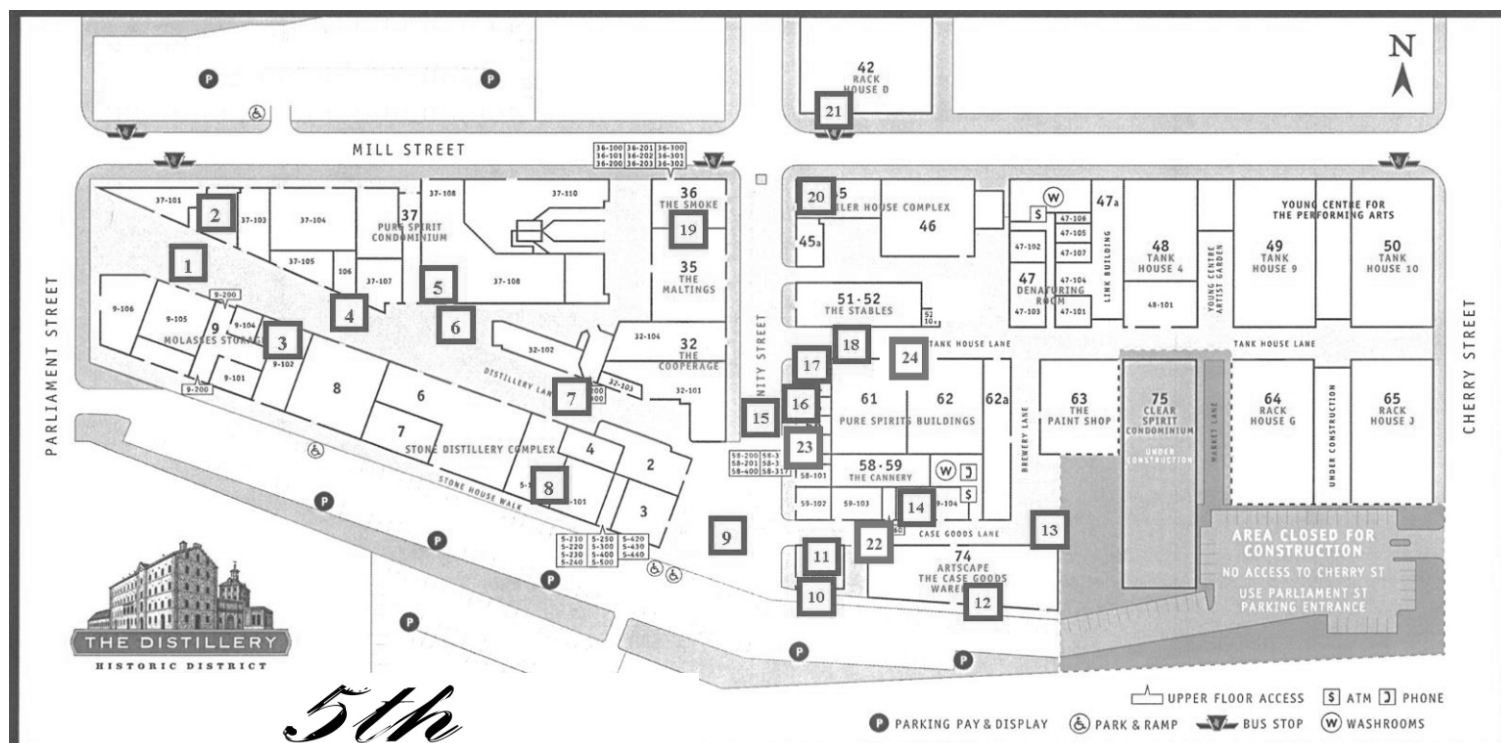 42
RACK
HOUSE D
N
21
MILL STREET
36-100 36-201 36-300
36-101 36-202 36-301
36-200 36-203 36-302
37-101
2
37-103
37-104
37
PURE SPIRIT
CONDOMINIUM
37-108
37-110
36
THE SMOKE
19
20
46
45a
W
$
47-106
47-105
47-102
47-107
47-104
47
DENATURING
ROOM
47-103
47-101
47a
LINK BUILDING
48
TANK
HOUSE 4
48-101
YOUNG CENTRE
ARTIST GARDEN
YOUNG CENTRE FOR
THE PERFORMING ARTS
49
TANK
HOUSE 9
50
TANK
HOUSE 10
1
37-105
106
37-107
5
37-108
35
THE
MALTINGS
PARLIAMENT STREET
CHERRY STREET
9-106
9-200
9-105
9-104
9
3
9-102
9-101
9-200
4
6
32-102
32-104
32
THE
COOPERAGE
32-103
32-101
51·52
THE STABLES
18
TANK HOUSE LANE
TANK HOUSE LANE
17
24
DISTILLERY
7
8
6
7
STONE DISTILLERY COMPLEX
4
2
3
8
STONE HOUSE WALK
15
16
23
61
62
62a
PURE SPIRITS BUILDINGS
58-200
58-201
58-400 58-317
58-101
58·59
THE CANNERY
W
59-102
59-103
14
$
BREWERY LANE
63
THE
PAINT SHOP
75
CLEAR
SPIRIT
CONDOMINIUM
UNDER
CONSTRUCTION
MARKET LANE
64
RACK
HOUSE G
UNDER CONSTRUCTION
65
RACK
HOUSE J
5-210 5-250 5-420
5-220 5-300 5-430
5-230 5-400 5-440
5-240 5-500
9
11
22
CASE GOODS LANE
13
74
ARTSCAPE
THE CASE GOODS
10
12
AREA CLOSED FOR
CONSTRUCTION
NO ACCESS TO CHERRY ST
USE PARLIAMENT ST
PARKING ENTRANCE
THE DISTILLERY
HISTORIC DISTRICT
5th
UPPER FLOOR ACCESS $ ATM PHONE
P PARKING PAY & DISPLAY PARK & RAMP BUS STOP W WASHROOMS